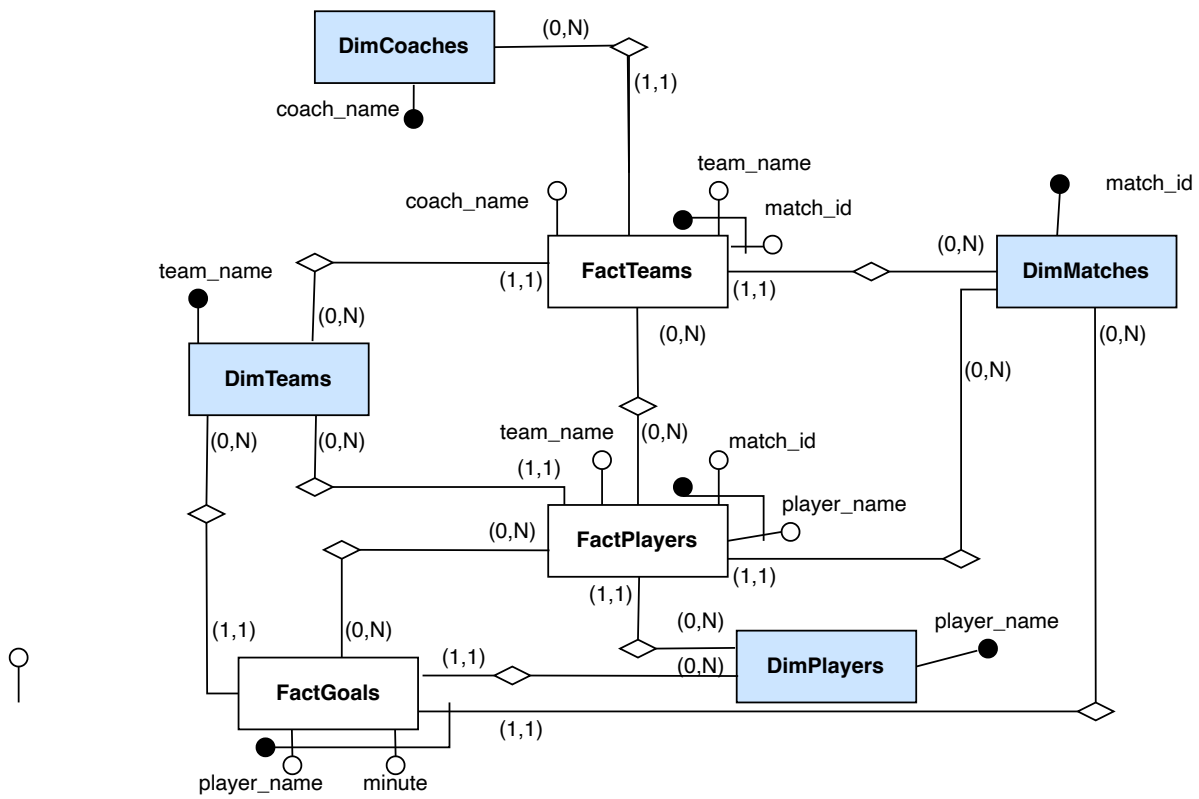 (0,N)
DimCoaches
(1,1)
coach_name
team_name
match_id
coach_name
match_id
(0,N)
FactTeams
DimMatches
team_name
(1,1)
(1,1)
(0,N)
(0,N)
(0,N)
DimTeams
(0,N)
(0,N)
(0,N)
team_name
(0,N)
match_id
(1,1)
player_name
(0,N)
FactPlayers
(1,1)
(1,1)
(0,N)
player_name
(1,1)
(0,N)
(1,1)
(0,N)
DimPlayers
FactGoals
(1,1)
player_name
minute